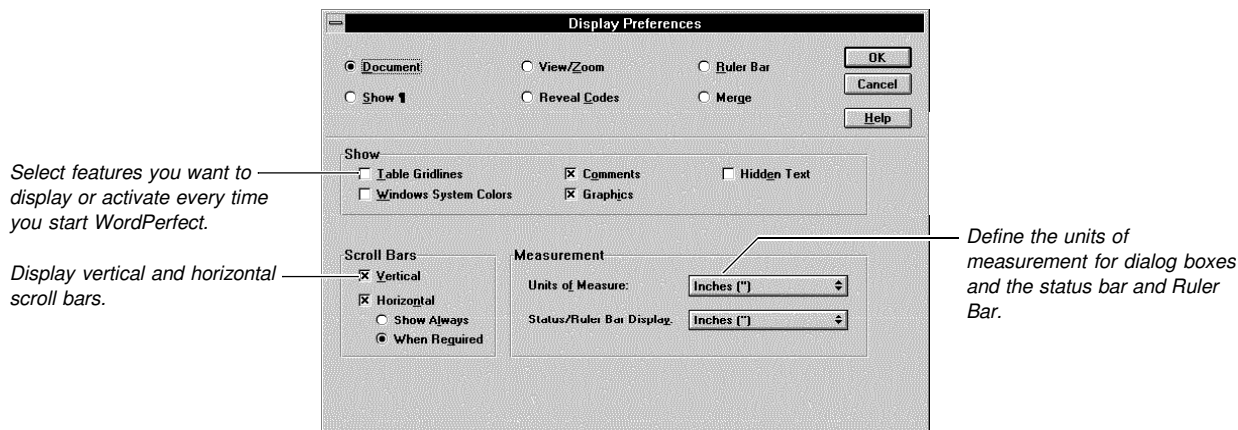 Display Preferences
Document
View/Zoom
Ruler Bar
OK
Show ¶
Reveal Codes
Merge
Cancel
Help
Show
Table Gridlines
Comments
Hidden Text
Windows System Colors
Graphics
Select features you want to
display or activate every time
you start WordPerfect.
Scroll Bars
Vertical
Horizontal
Show Always
When Required
Display vertical and horizontal
scroll bars.
Measurement
Units of Measure:
Inches (")
Status/Ruler Bar Display:
Inches (")
Define the units of
measurement for dialog boxes
and the status bar and Ruler
Bar.